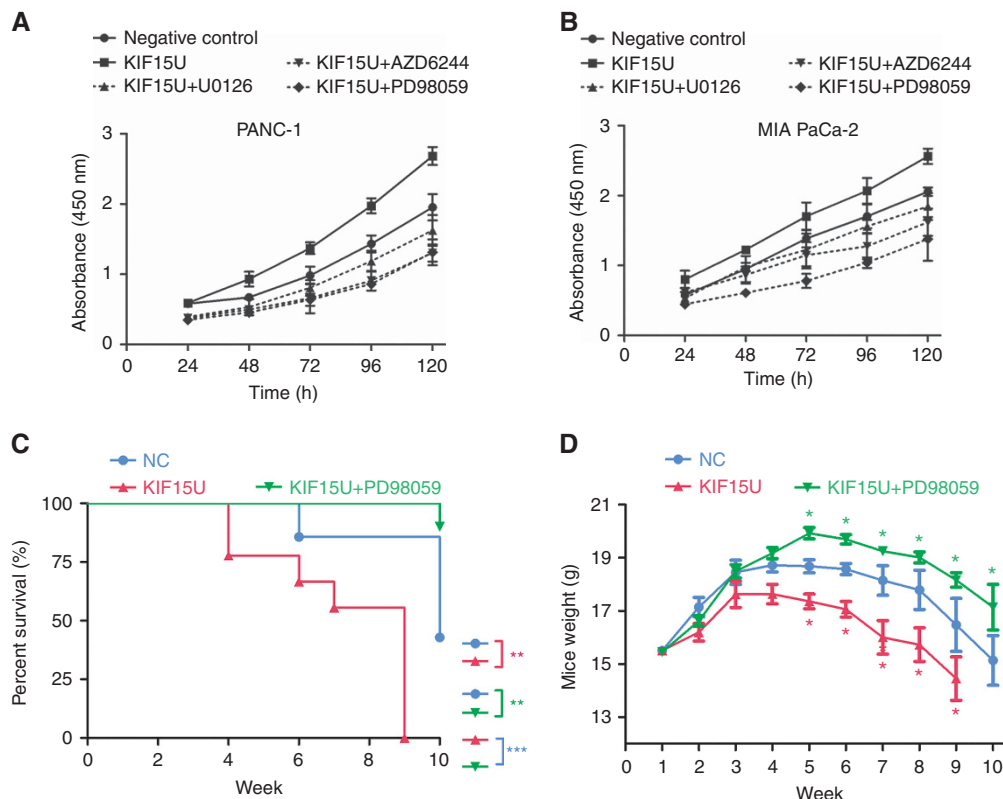 A
Negative control
KIF15U
KIF15U+AZD6244
KIF15U+U0126
KIF15U+PD98059
PANC-1
3
2
1
0
Absorbance (450 nm)
0 24 48 72 96 120
Time (h)
B
Negative control
KIF15U
KIF15U+AZD6244
KIF15U+U0126
KIF15U+PD98059
MIA PaCa-2
3
2
1
0
Absorbance (450 nm)
0 24 48 72 96 120
Time (h)
C
NC
KIF15U
KIF15U+PD98059
100
75
50
25
0
Percent survival (%)
**
**
***
0 2 4 6 8 10
Week
D
NC
KIF15U
KIF15U+PD98059
21
19
17
15
13
Mice weight (g)
* * * * * *
* * * * * *
0 1 2 3 4 5 6 7 8 9 10
Week